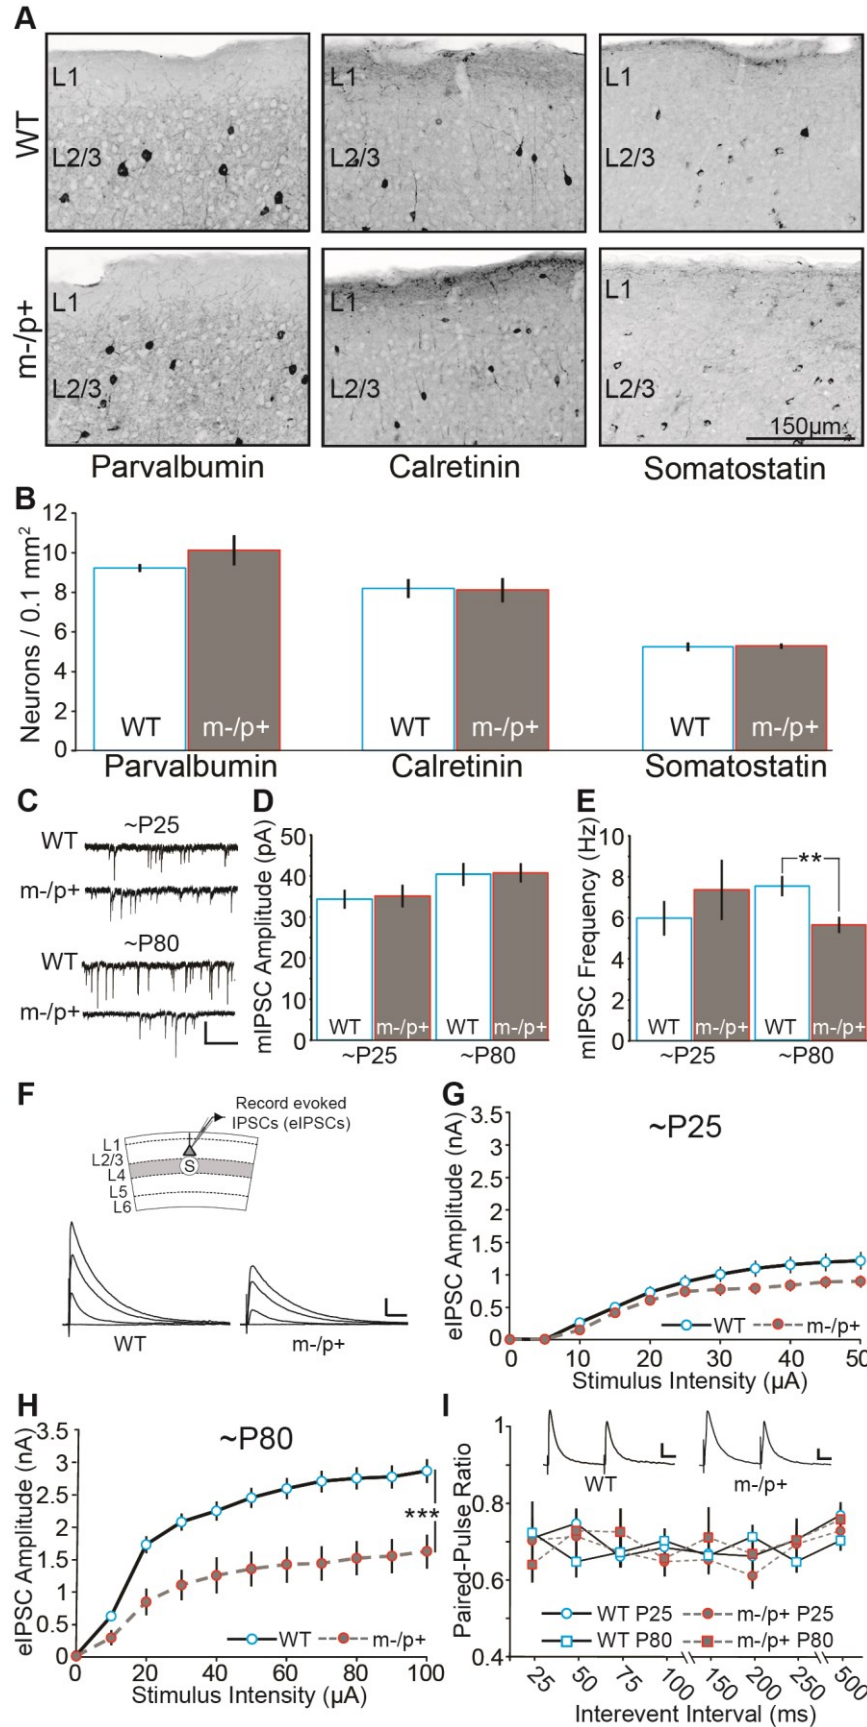 A
WT
L1
L2/3
L1
L2/3
L1
L2/3
m-/p+
L1
L2/3
L1
L2/3
L1
L2/3
150µm
Parvalbumin Calretinin Somatostatin
B
Neurons / 0.1 mm²
12
10
8
6
4
2
0
WT m-/p+ WT m-/p+ WT m-/p+
Parvalbumin Calretinin Somatostatin
C
~P25
WT
m-/p+
~P80
WT
m-/p+
D
mIPSC Amplitude (pA)
50
40
30
20
10
0
WT m-/p+ WT m-/p+
~P25 ~P80
E
mIPSC Frequency (Hz)
10
8
6
4
2
0
**
WT m-/p+ WT m-/p+
~P25 ~P80
F
Record evoked
IPSCs (eIPSCs)
L1
L2/3
L4
L5
L6
S
WT m-/p+
G
~P25
eIPSC Amplitude (nA)
3.5
3
2.5
2
1.5
1
0.5
0
WT m-/p+
0 10 20 30 40 50
Stimulus Intensity (µA)
H
~P80
eIPSC Amplitude (nA)
3.5
3
2.5
2
1.5
1
0.5
0
***
WT m-/p+
0 20 40 60 80 100
Stimulus Intensity (µA)
I
Paired-Pulse Ratio
1
0.8
0.6
0.4
WT m-/p+
WT P25 m-/p+ P25
WT P80 m-/p+ P80
25 50 75 100 150 200 250 500
Interevent Interval (ms)